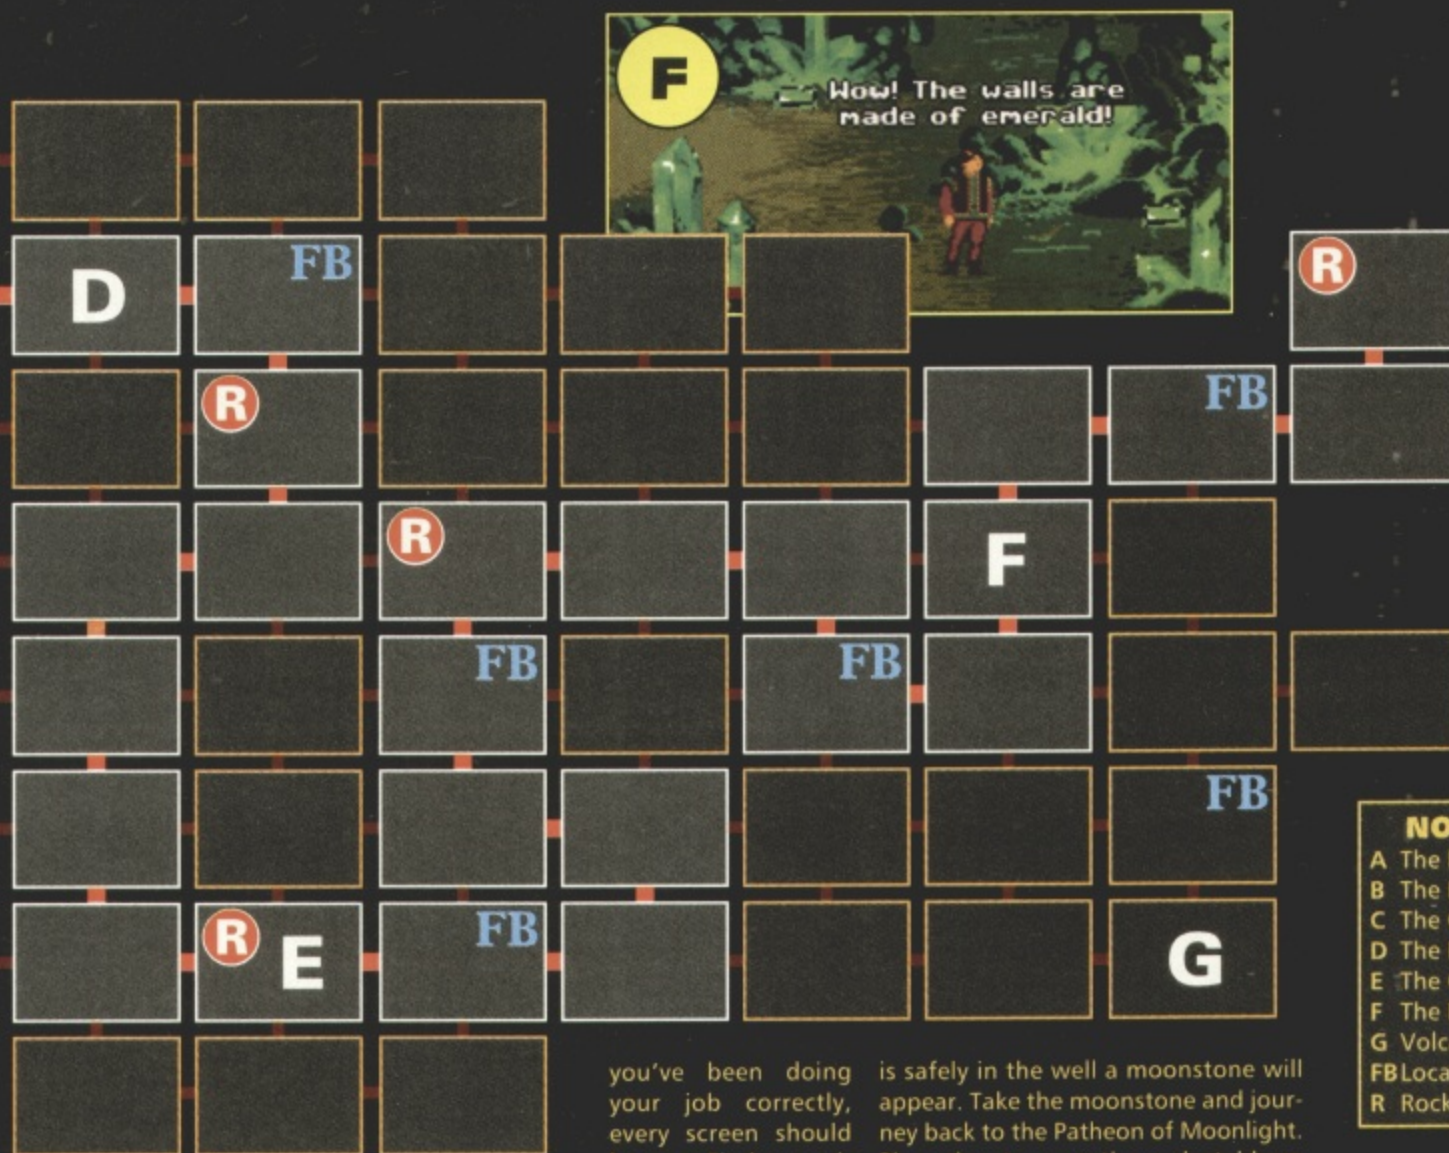 F
Wow! The walls are
made of emerald!
D
FB
R
R
FB
R
F
FB
FB
FB
R
E
FB
G
NO
A The
B The
C The
D The
E The
F The
G Volc
FB Loca
R Rock
you've been doing
your job correctly,
every screen should
is safely in the well a moonstone will
appear. Take the moonstone and jour-
ney back to the Patheon of Moonlight.